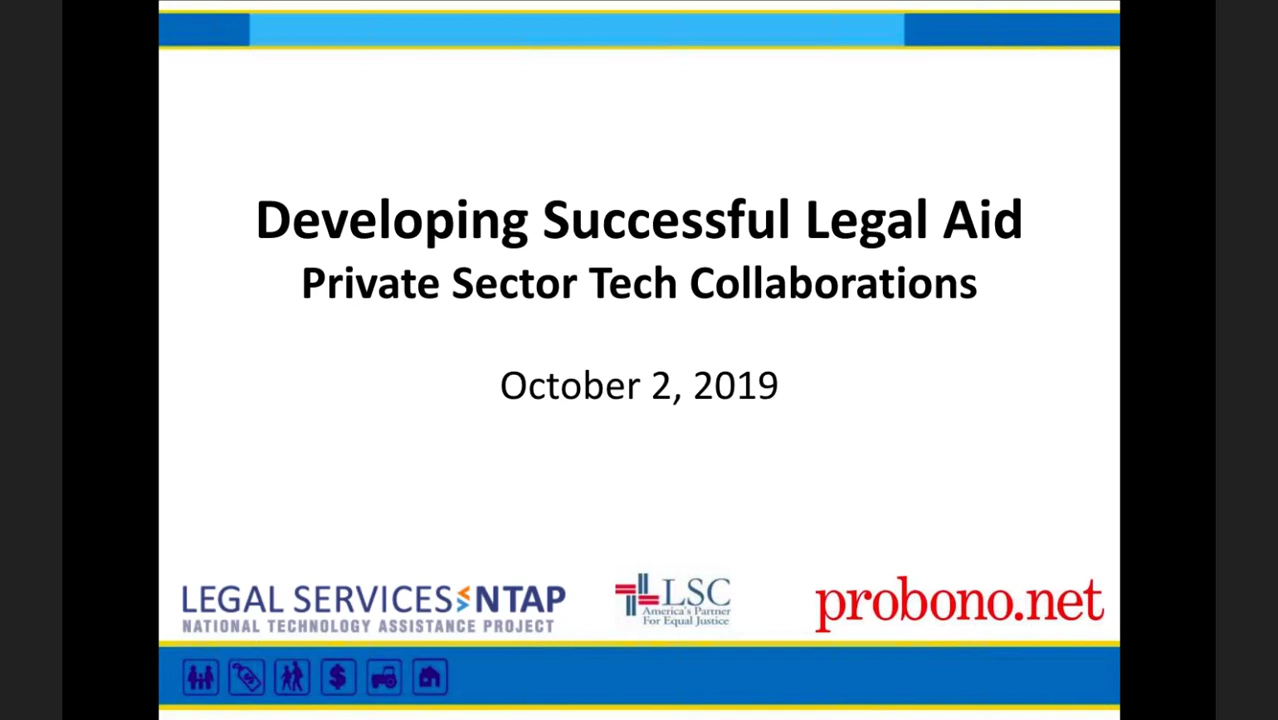 Developing Successful Legal Aid
Private Sector Tech Collaborations
October 2, 2019
LEGAL SERVICES NTAP
NATIONAL TECHNOLOGY ASSISTANCE PROJECT
LSC
America's Partner
For Equal Justice
probono.net